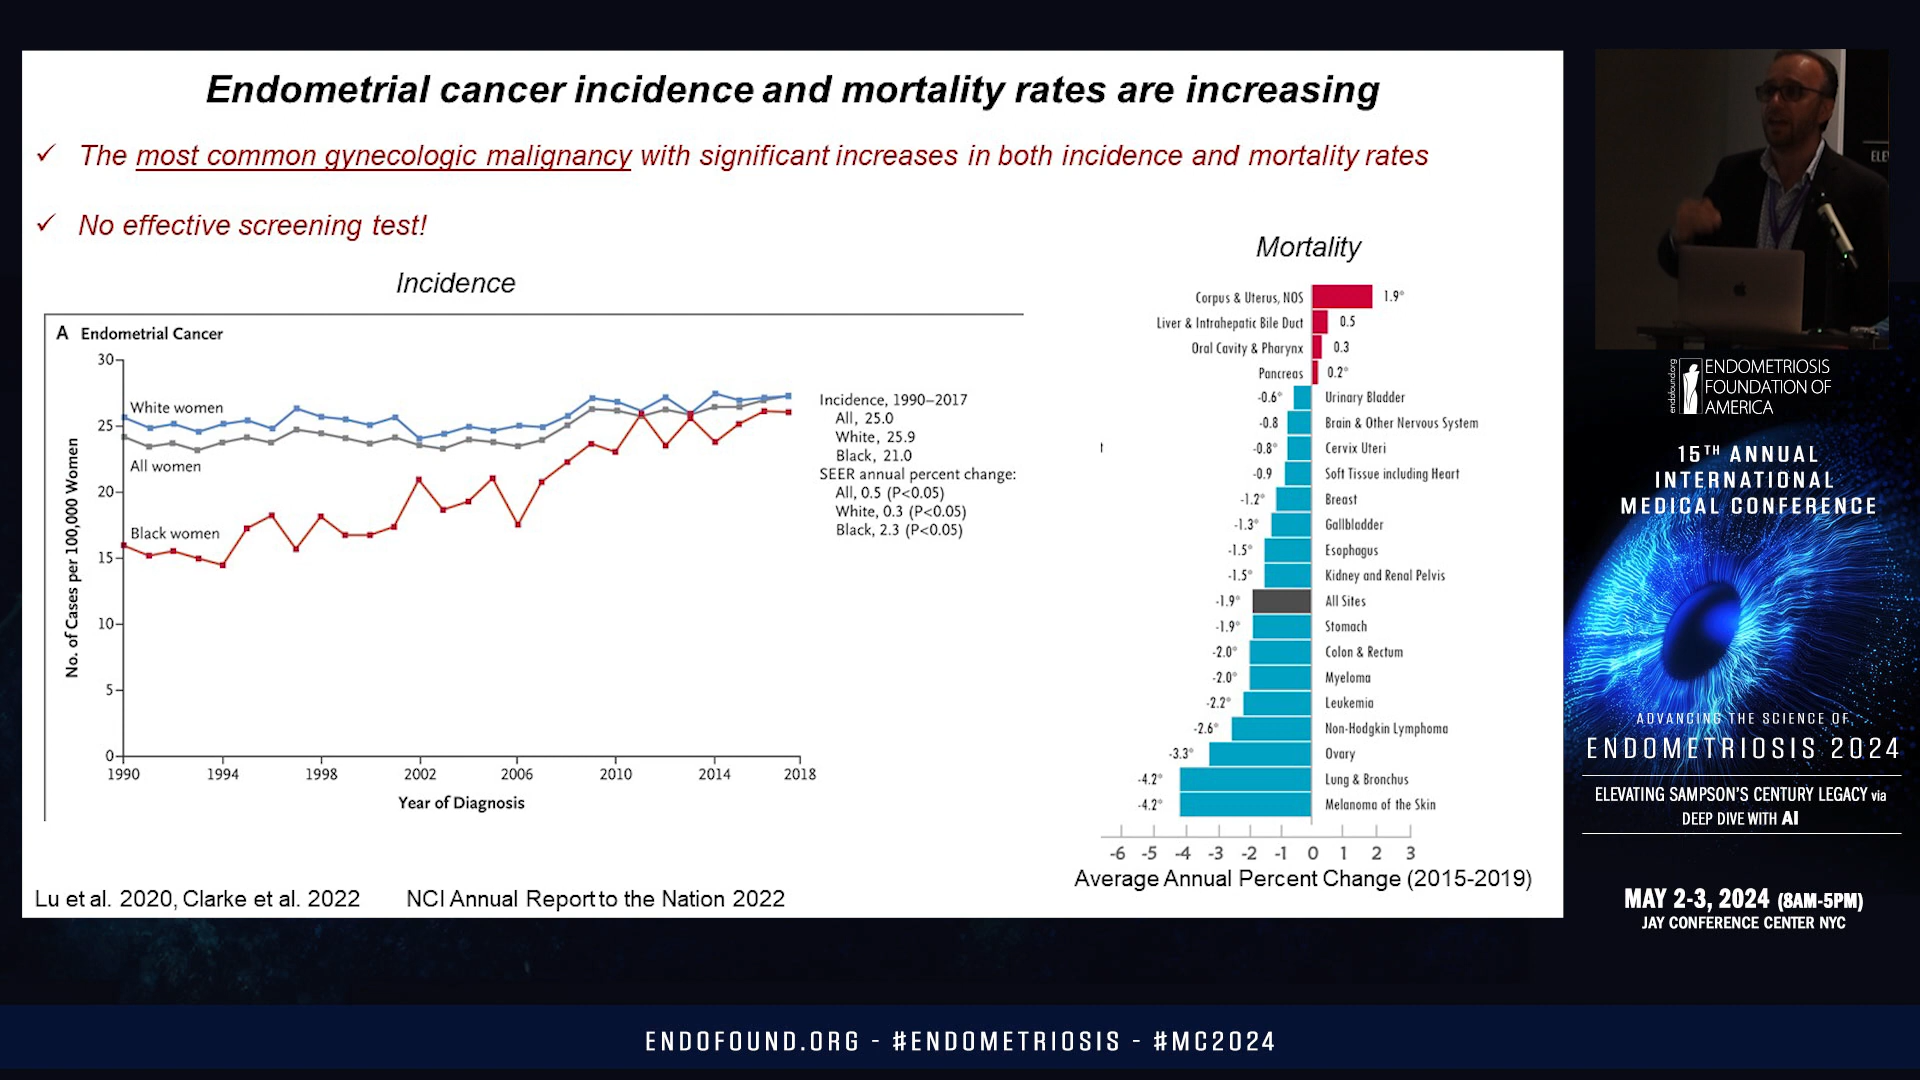 Endometrial cancer incidence and mortality rates are increasing
✓ The most common gynecologic malignancy with significant increases in both incidence and mortality rates
✓ No effective screening test!
Incidence
A Endometrial Cancer
30
25
20
15
10
5
0
No. of Cases per 100,000 Women
White women
All women
Black women
1990 1994 1998 2002 2006 2010 2014 2018
Year of Diagnosis
Incidence, 1990–2017
All, 25.0
White, 25.9
Black, 21.0
SEER annual percent change:
All, 0.5 (P<0.05)
White, 0.3 (P<0.05)
Black, 2.3 (P<0.05)
Mortality
Corpus & Uterus, NOS 1.9*
Liver & Intrahepatic Bile Duct 0.5
Oral Cavity & Pharynx 0.3
Pancreas 0.2*
-0.6* Urinary Bladder
-0.8 Brain & Other Nervous System
-0.8* Cervix Uteri
-0.9 Soft Tissue including Heart
-1.2* Breast
-1.3* Gallbladder
-1.5* Esophagus
-1.5* Kidney and Renal Pelvis
-1.9* All Sites
-1.9* Stomach
-2.0* Colon & Rectum
-2.0* Myeloma
-2.2* Leukemia
-2.6* Non-Hodgkin Lymphoma
-3.3* Ovary
-4.2* Lung & Bronchus
-4.2* Melanoma of the Skin
-6 -5 -4 -3 -2 -1 0 1 2 3
Average Annual Percent Change (2015-2019)
Lu et al. 2020, Clarke et al. 2022 NCI Annual Report to the Nation 2022
ELE
endofound.org
ENDOMETRIOSIS
FOUNDATION OF
AMERICA
15TH ANNUAL
INTERNATIONAL
MEDICAL CONFERENCE
ADVANCING THE SCIENCE OF
ENDOMETRIOSIS 2024
ELEVATING SAMPSON'S CENTURY LEGACY via
DEEP DIVE WITH AI
MAY 2-3, 2024 (8AM-5PM)
JAY CONFERENCE CENTER NYC
ENDOFOUND.ORG - #ENDOMETRIOSIS - #MC2024